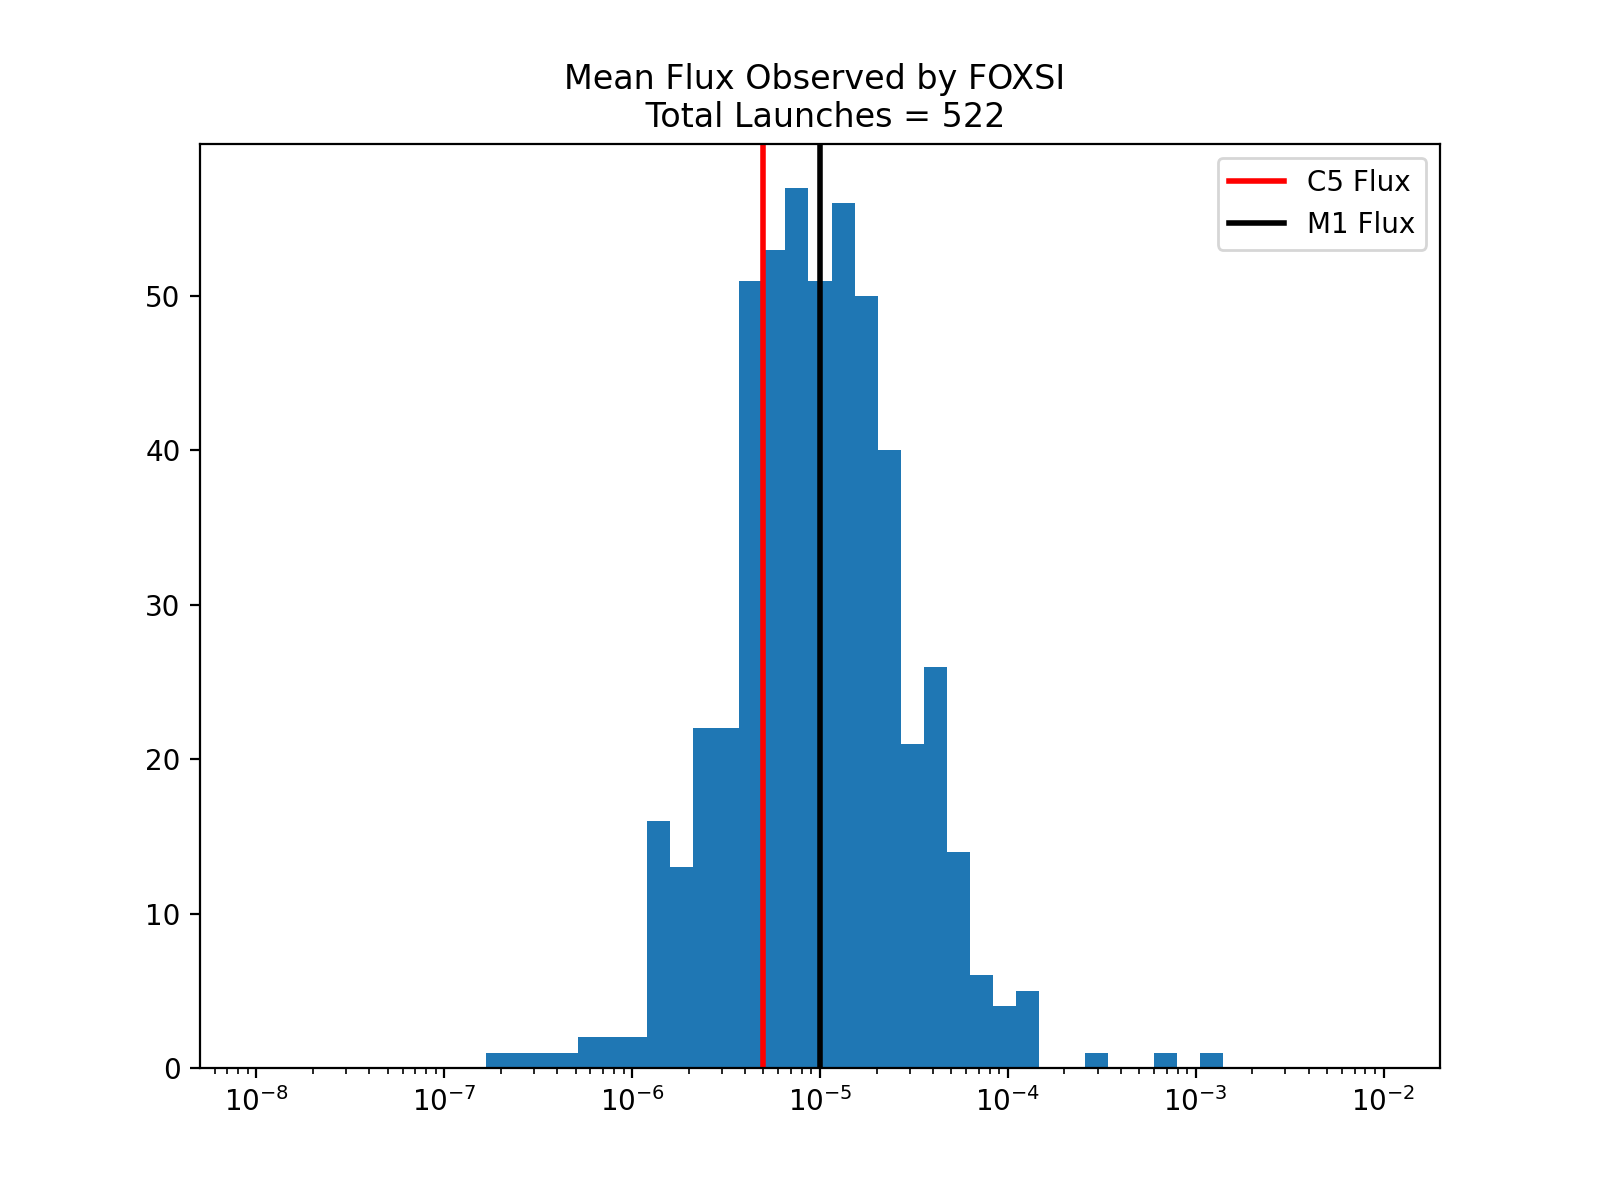 Mean Flux Observed by FOXSI
Total Launches = 522
C5 Flux
M1 Flux
50
40
30
20
10
0
10⁻⁸ 10⁻⁷ 10⁻⁶ 10⁻⁵ 10⁻⁴ 10⁻³ 10⁻²